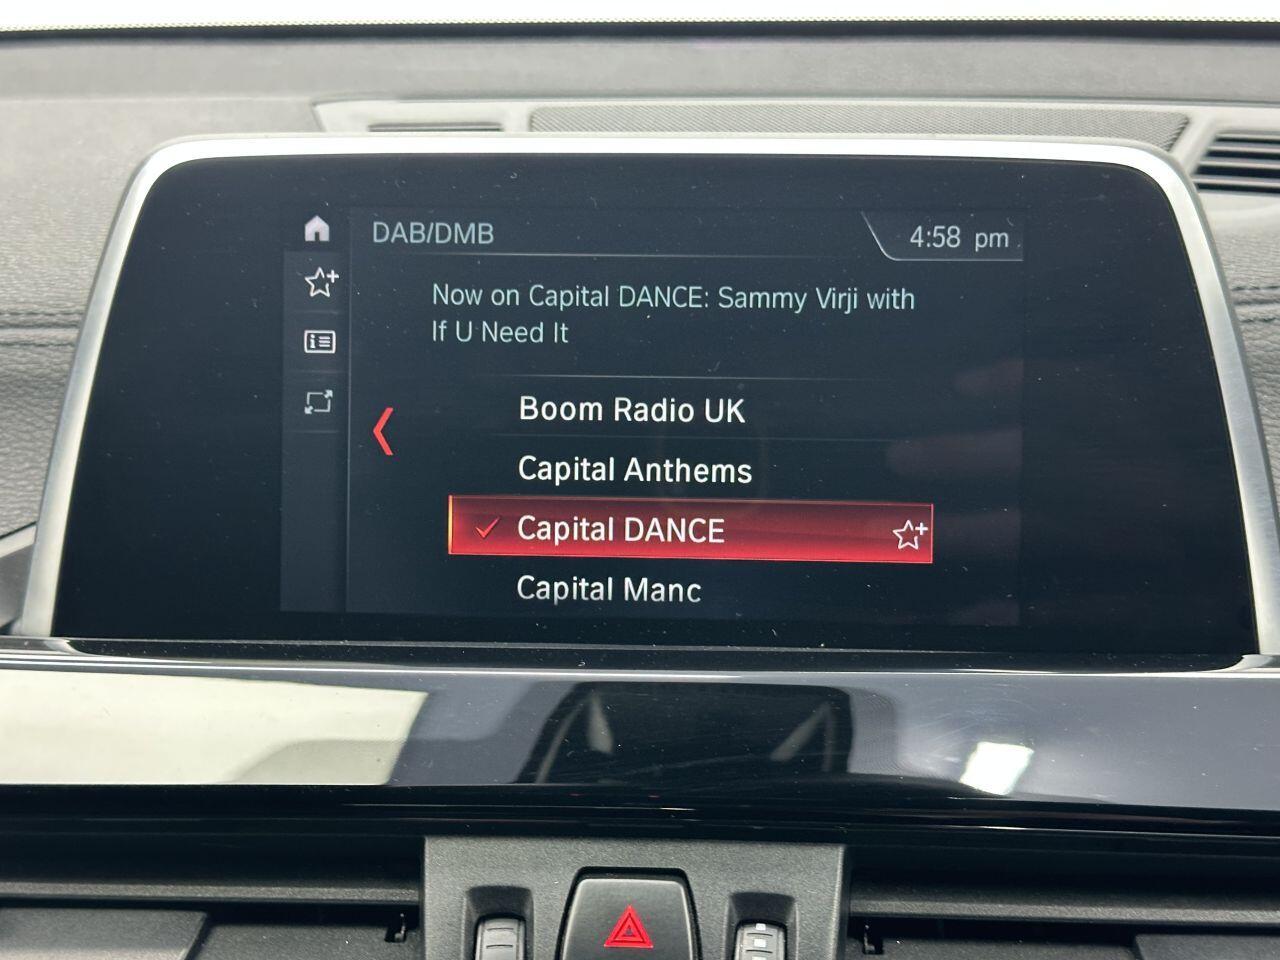 DAB/DMB
4:58 pm
Now on Capital DANCE: Sammy Virji with
If U Need It
Boom Radio UK
Capital Anthems
Capital DANCE
Capital Manc